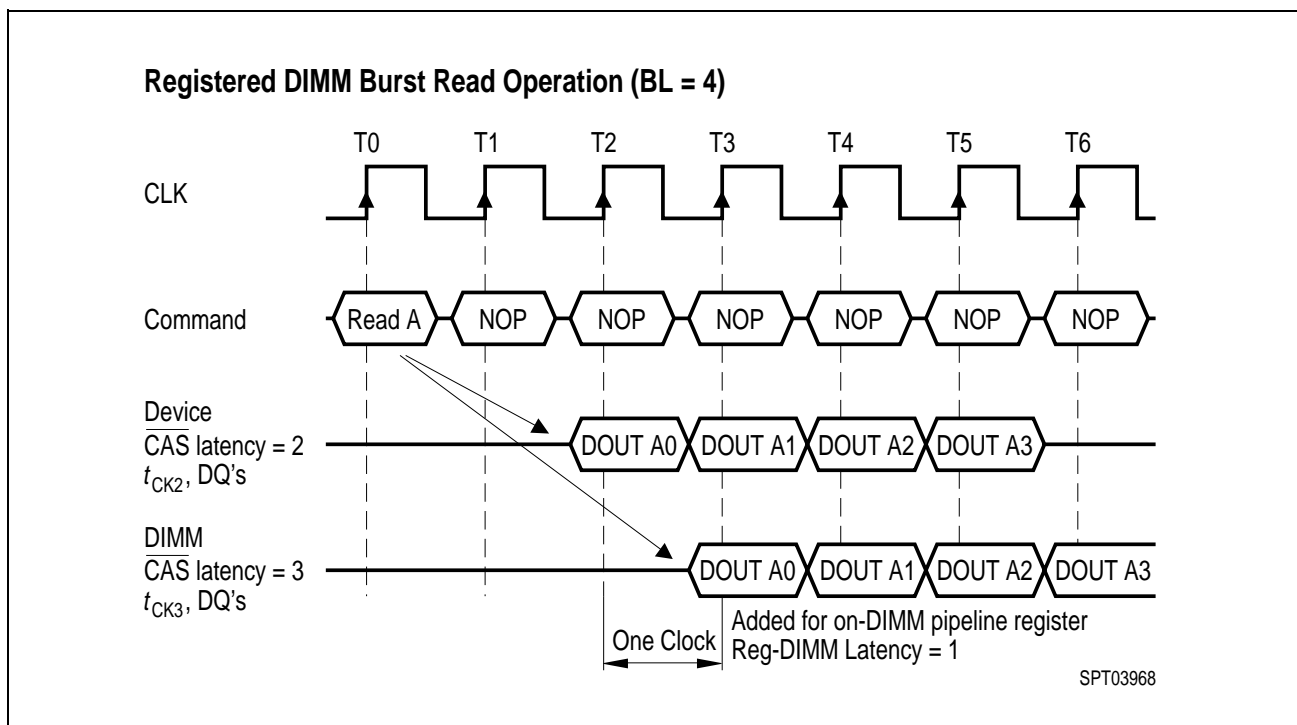 Registered DIMM Burst Read Operation (BL = 4)
T0 T1 T2 T3 T4 T5 T6
CLK
Command Read A NOP NOP NOP NOP NOP NOP
Device
CAS latency = 2
tCK2, DQ's
DOUT A0 DOUT A1 DOUT A2 DOUT A3
DIMM
CAS latency = 3
tCK3, DQ's
DOUT A0 DOUT A1 DOUT A2 DOUT A3
One Clock
Added for on-DIMM pipeline register
Reg-DIMM Latency = 1
SPT03968